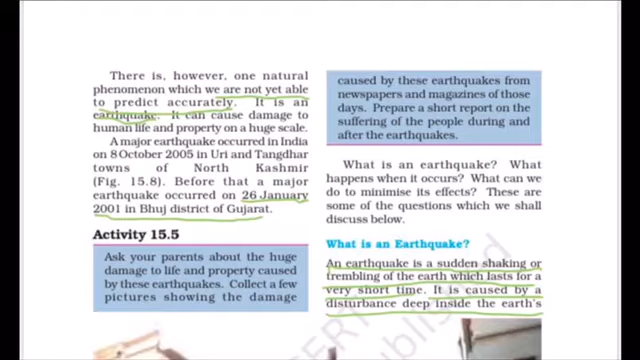 There is, however, one natural
phenomenon which we are not yet able
to predict accurately. It is an
earthquake. It can cause damage to
human life and property on a huge scale.
A major earthquake occurred in India
on 8 October 2005 in Uri and Tangdhar
towns of North Kashmir
(Fig. 15.8). Before that a major
earthquake occurred on 26 January
2001 in Bhuj district of Gujarat.
Activity 15.5
Ask your parents about the huge
damage to life and property caused
by these earthquakes. Collect a few
pictures showing the damage
caused by these earthquakes from
newspapers and magazines of those
days. Prepare a short report on the
suffering of the people during and
after the earthquakes.
What is an earthquake? What
happens when it occurs? What can we
do to minimise its effects? These are
some of the questions which we shall
discuss below.
What is an Earthquake?
An earthquake is a sudden shaking or
trembling of the earth which lasts for a
very short time. It is caused by a
disturbance deep inside the earth's